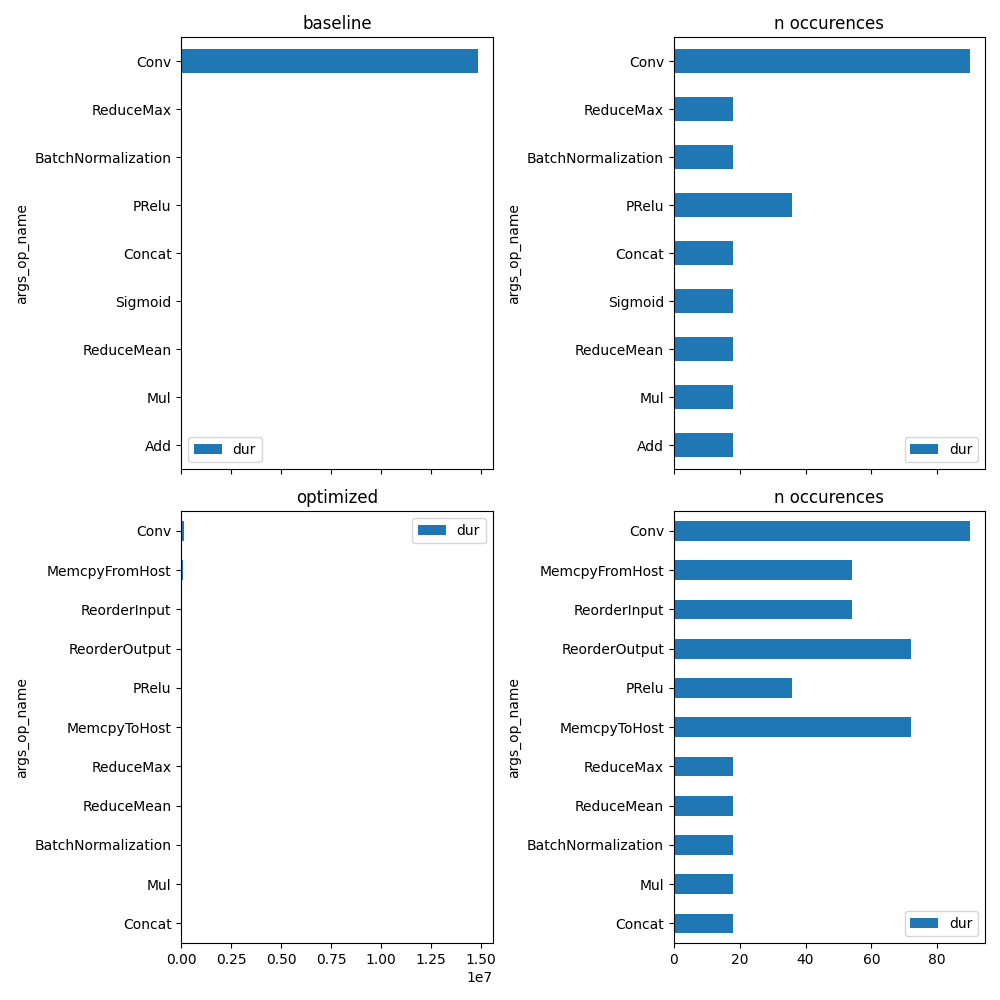 baseline
args_op_name
Conv
ReduceMax
BatchNormalization
PRelu
Concat
Sigmoid
ReduceMean
Mul
Add
dur
n occurences
args_op_name
Conv
ReduceMax
BatchNormalization
PRelu
Concat
Sigmoid
ReduceMean
Mul
Add
dur
optimized
args_op_name
Conv
MemcpyFromHost
ReorderInput
ReorderOutput
PRelu
MemcpyToHost
ReduceMax
ReduceMean
BatchNormalization
Mul
Concat
dur
0.00 0.25 0.50 0.75 1.00 1.25 1.50
1e7
n occurences
args_op_name
Conv
MemcpyFromHost
ReorderInput
ReorderOutput
PRelu
MemcpyToHost
ReduceMax
ReduceMean
BatchNormalization
Mul
Concat
dur
0 20 40 60 80